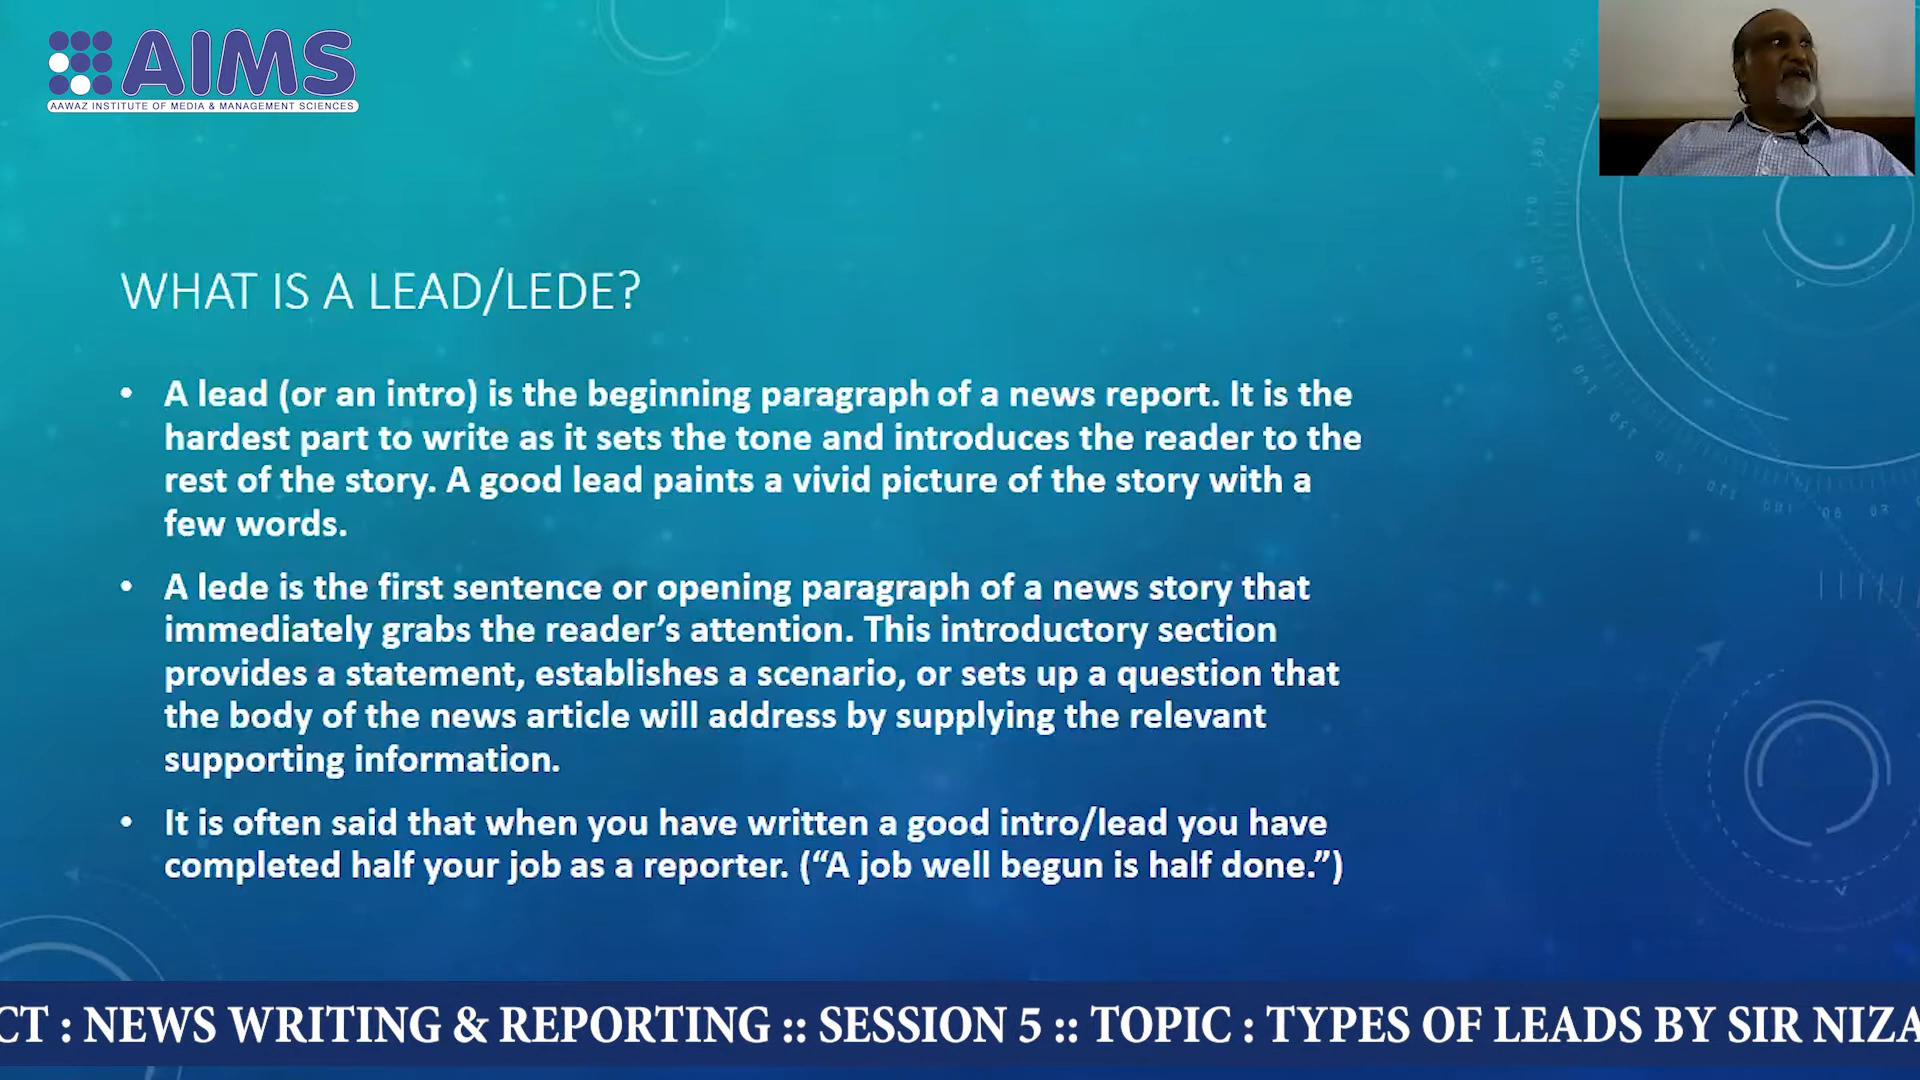 AIMS
AAWAZ INSTITUTE OF MEDIA & MANAGEMENT SCIENCES
WHAT IS A LEAD/LEDE?
• A lead (or an intro) is the beginning paragraph of a news report. It is the
hardest part to write as it sets the tone and introduces the reader to the
rest of the story. A good lead paints a vivid picture of the story with a
few words.
• A lede is the first sentence or opening paragraph of a news story that
immediately grabs the reader’s attention. This introductory section
provides a statement, establishes a scenario, or sets up a question that
the body of the news article will address by supplying the relevant
supporting information.
• It is often said that when you have written a good intro/lead you have
completed half your job as a reporter. (“A job well begun is half done.”)
CT : NEWS WRITING & REPORTING :: SESSION 5 :: TOPIC : TYPES OF LEADS BY SIR NIZA